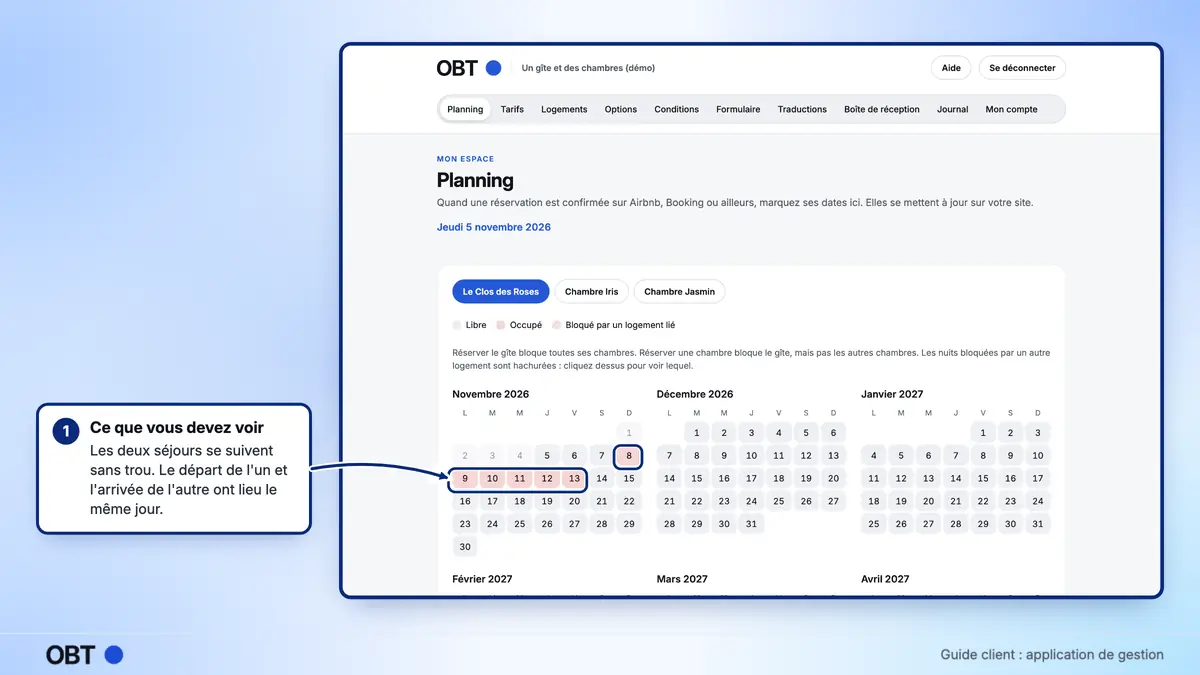 OBT
Un gîte et des chambres (démo)
Aide
Se déconnecter
Planning
Tarifs
Logements
Options
Conditions
Formulaire
Traductions
Boîte de réception
Journal
Mon compte
MON ESPACE
Planning
Quand une réservation est confirmée sur Airbnb, Booking ou ailleurs, marquez ses dates ici. Elles se mettent à jour sur votre site.
Jeudi 5 novembre 2026
Le Clos des Roses
Chambre Iris
Chambre Jasmin
Libre
Occupé
Bloqué par un logement lié
Réserver le gîte bloque toutes ses chambres. Réserver une chambre bloque le gîte, mais pas les autres chambres. Les nuits bloquées par un autre
logement sont hachurées : cliquez dessus pour voir lequel.
Novembre 2026
L M M J V S D
1
2 3 4 5 6 7 8
9 10 11 12 13 14 15
16 17 18 19 20 21 22
23 24 25 26 27 28 29
30
Décembre 2026
L M M J V S D
1 2 3 4 5 6
7 8 9 10 11 12 13
14 15 16 17 18 19 20
21 22 23 24 25 26 27
28 29 30 31
Janvier 2027
L M M J V S D
1 2 3
4 5 6 7 8 9 10
11 12 13 14 15 16 17
18 19 20 21 22 23 24
25 26 27 28 29 30 31
Février 2027
Mars 2027
Avril 2027
1
Ce que vous devez voir
Les deux séjours se suivent
sans trou. Le départ de l'un et
l'arrivée de l'autre ont lieu le
même jour.
OBT
Guide client : application de gestion